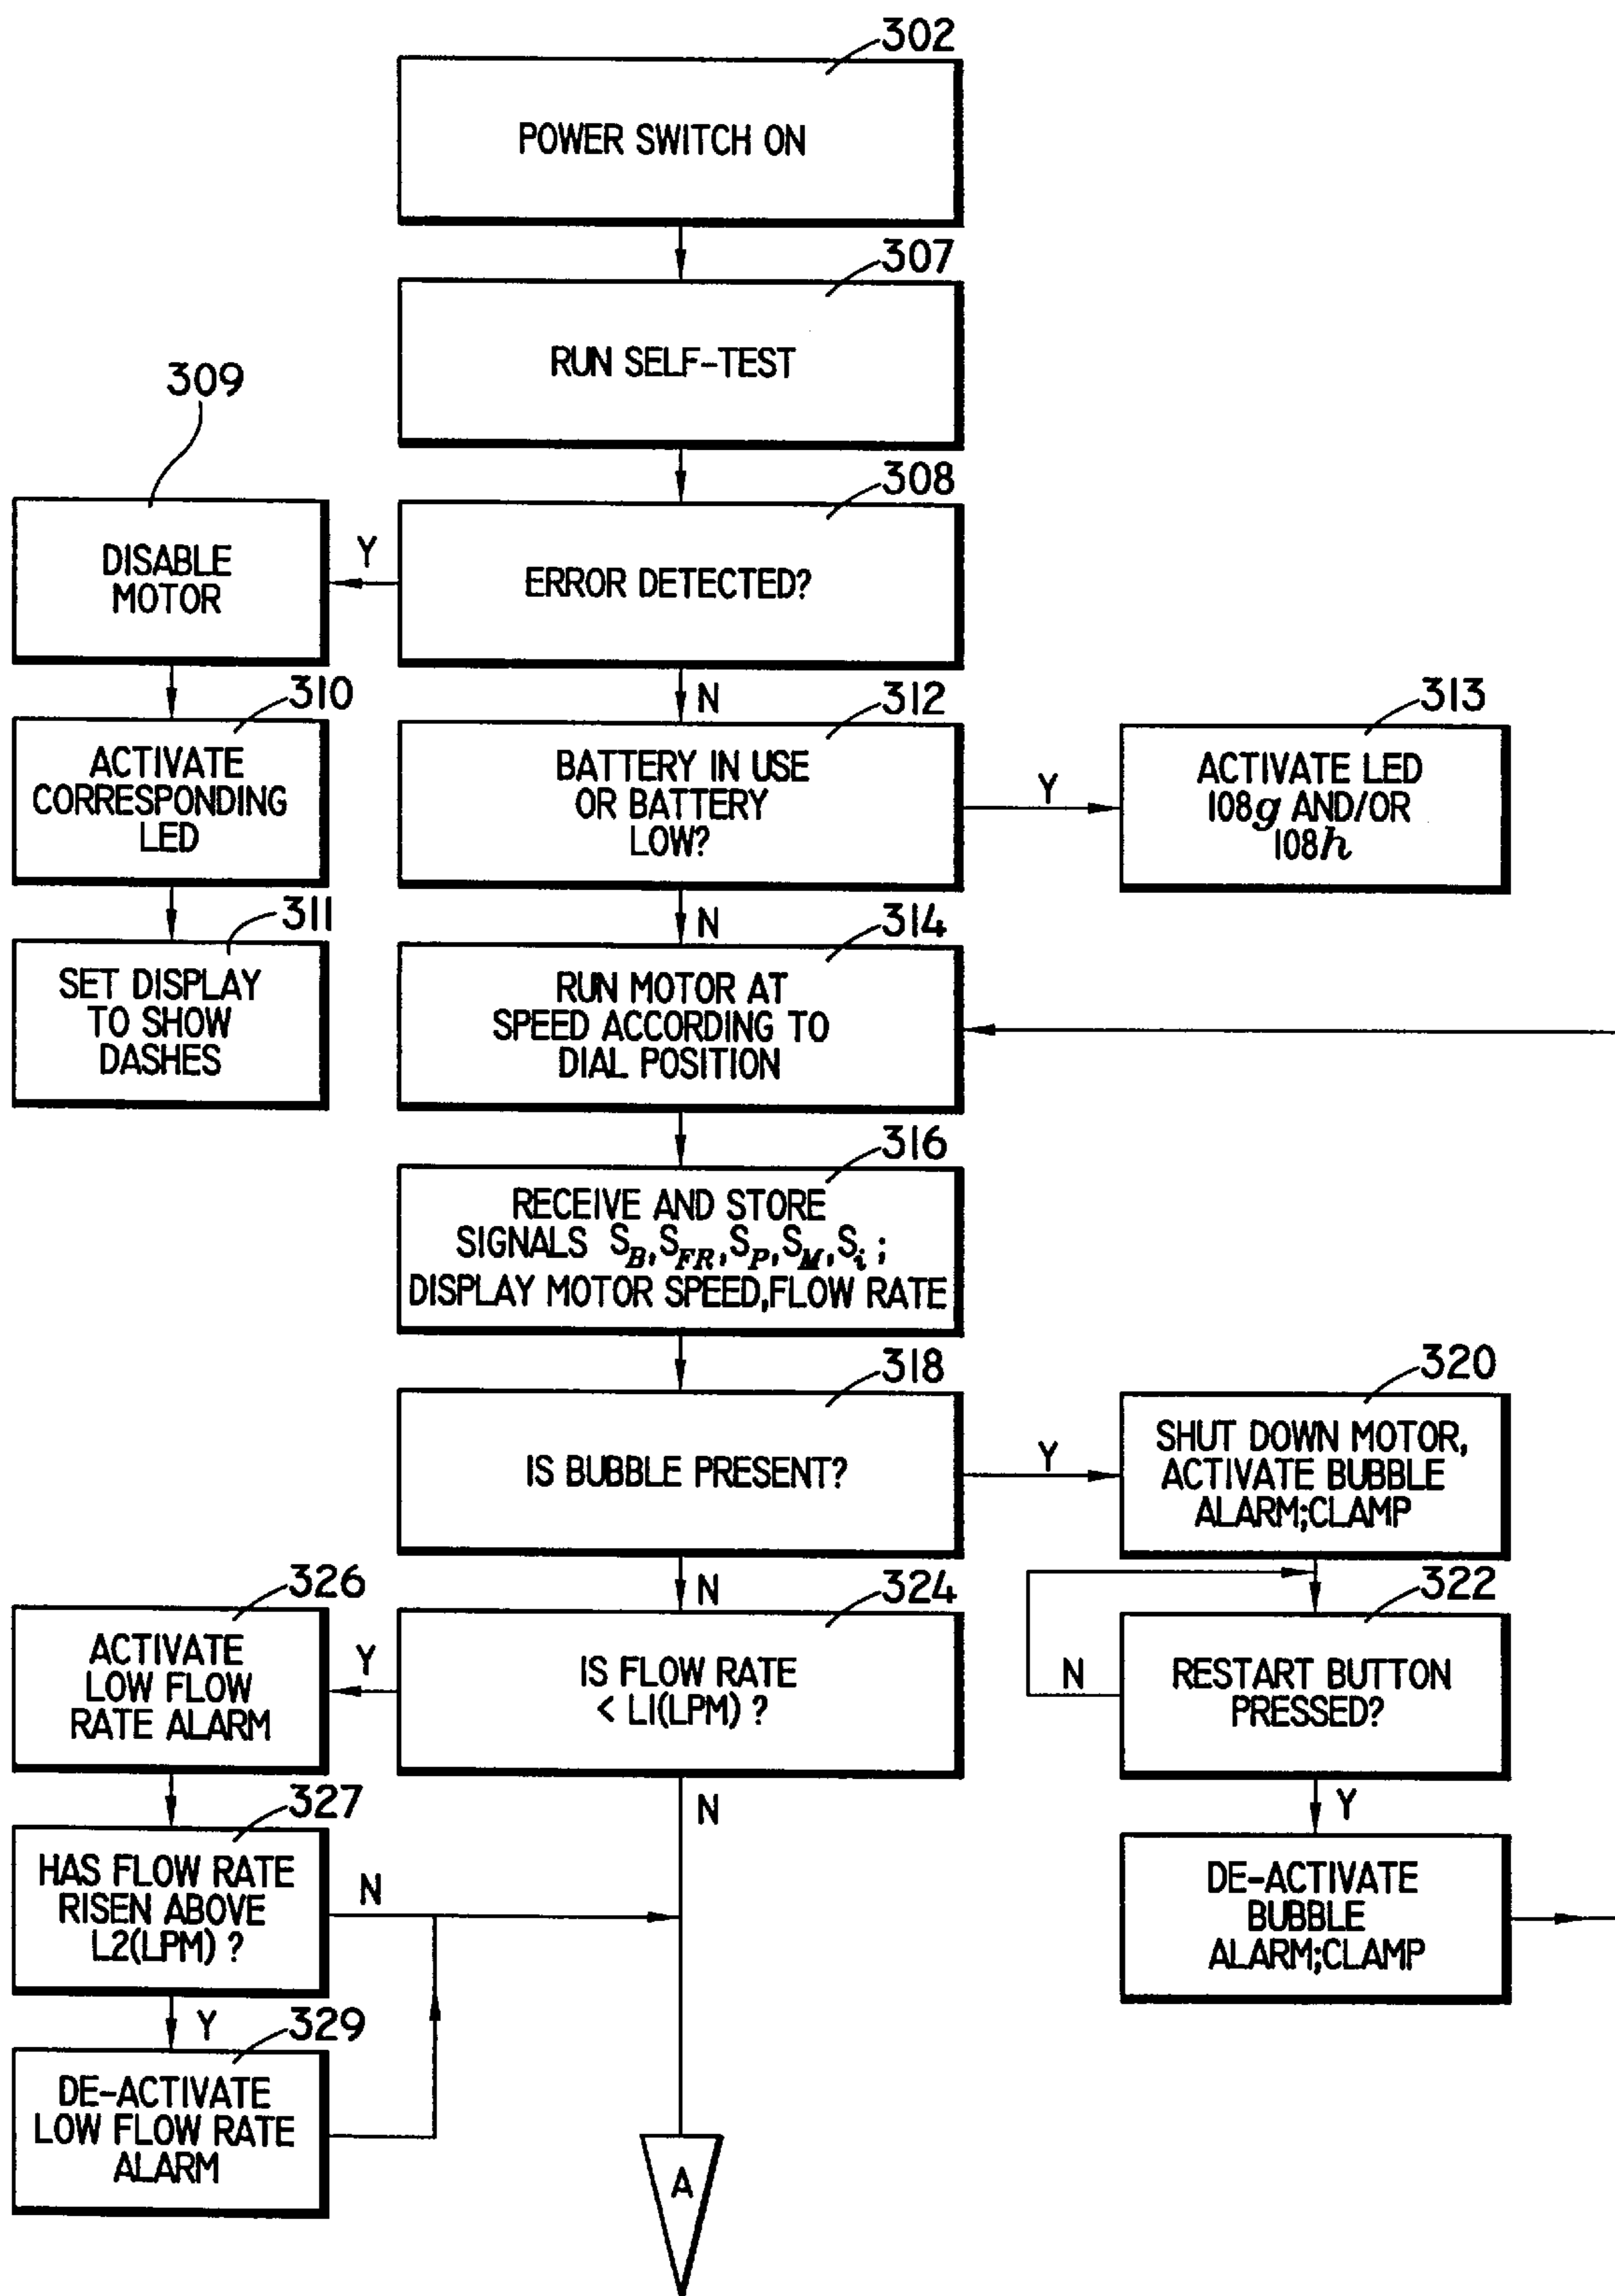 302
POWER SWITCH ON
307
RUN SELF-TEST
309
308
DISABLE
MOTOR
Y
ERROR DETECTED?
310
N
312
313
ACTIVATE
CORRESPONDING
LED
BATTERY IN USE
OR BATTERY
LOW?
Y
ACTIVATE LED
108g AND/OR
108h
311
N
314
SET DISPLAY
TO SHOW
DASHES
RUN MOTOR AT
SPEED ACCORDING TO
DIAL POSITION
316
RECEIVE AND STORE
SIGNALS S_B, S_FR, S_P, S_M, S_i ;
DISPLAY MOTOR SPEED, FLOW RATE
318
320
IS BUBBLE PRESENT?
Y
SHUT DOWN MOTOR,
ACTIVATE BUBBLE
ALARM;CLAMP
326
N
324
322
ACTIVATE
LOW FLOW
RATE ALARM
Y
IS FLOW RATE
< L1(LPM) ?
N
RESTART BUTTON
PRESSED?
327
N
Y
HAS FLOW RATE
RISEN ABOVE
L2(LPM) ?
N
DE-ACTIVATE
BUBBLE
ALARM;CLAMP
Y
329
DE-ACTIVATE
LOW FLOW RATE
ALARM
A